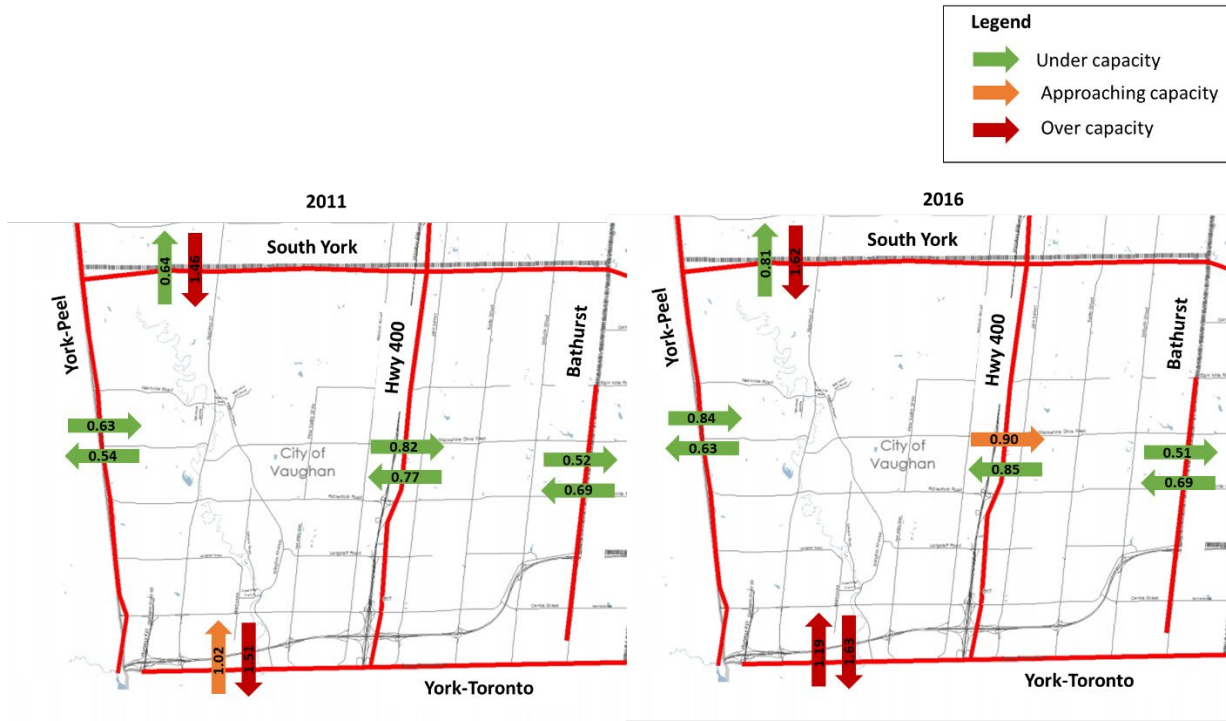 Legend
Under capacity
Approaching capacity
Over capacity
2011
South York
0.64
1.46
York-Peel
Hwy 400
Bathurst
0.63
0.54
0.82
0.77
City of
Vaughan
0.52
0.69
1.02
1.51
York-Toronto
2016
South York
0.81
1.62
York-Peel
Hwy 400
Bathurst
0.84
0.63
0.90
0.85
City of
Vaughan
0.51
0.69
1.19
1.63
York-Toronto